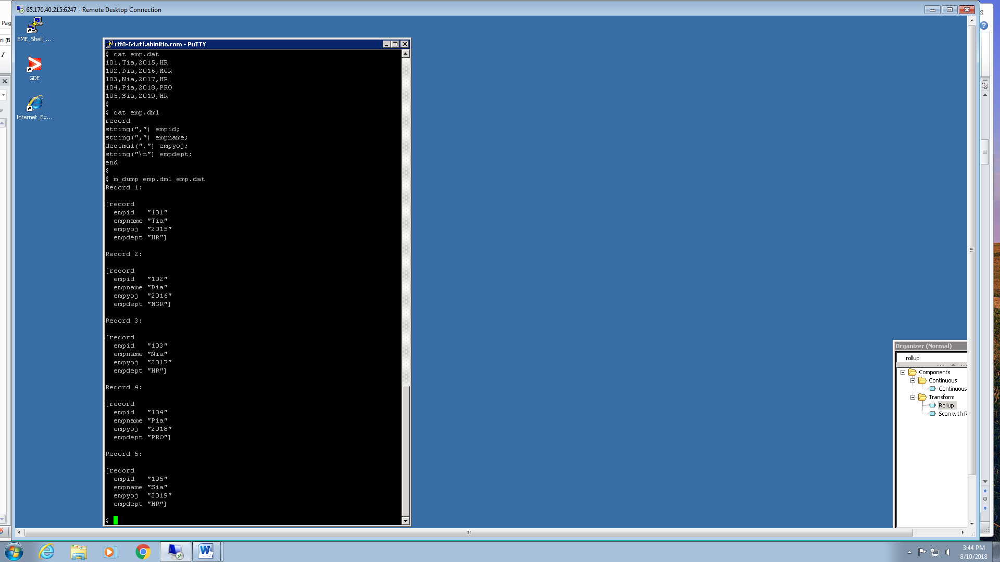 65.170.40.215:6247 - Remote Desktop Connection
Pag
ri (B
I
EME_Shell_...
GDE
Internet_Ex...
rtf8-64.rtf.abinitio.com - PuTTY
$ cat emp.dat
101,Tia,2015,HR
102,Dia,2016,MGR
103,Nia,2017,HR
104,Pia,2018,PRO
105,Sia,2019,HR
$
$ cat emp.dml
record
string(",") empid;
string(",") empname;
decimal(",") empyoj;
string("\n") empdept;
end
$
$ m_dump emp.dml emp.dat
Record 1:
[record
empid "101"
empname "Tia"
empyoj "2015"
empdept "HR"]
Record 2:
[record
empid "102"
empname "Dia"
empyoj "2016"
empdept "MGR"]
Record 3:
[record
empid "103"
empname "Nia"
empyoj "2017"
empdept "HR"]
Record 4:
[record
empid "104"
empname "Pia"
empyoj "2018"
empdept "PRO"]
Record 5:
[record
empid "105"
empname "Sia"
empyoj "2019"
empdept "HR"]
$
Organizer (Normal)
rollup
Components
Continuous
Continuous
Transform
Rollup
Scan with R
3:44 PM
8/10/2018